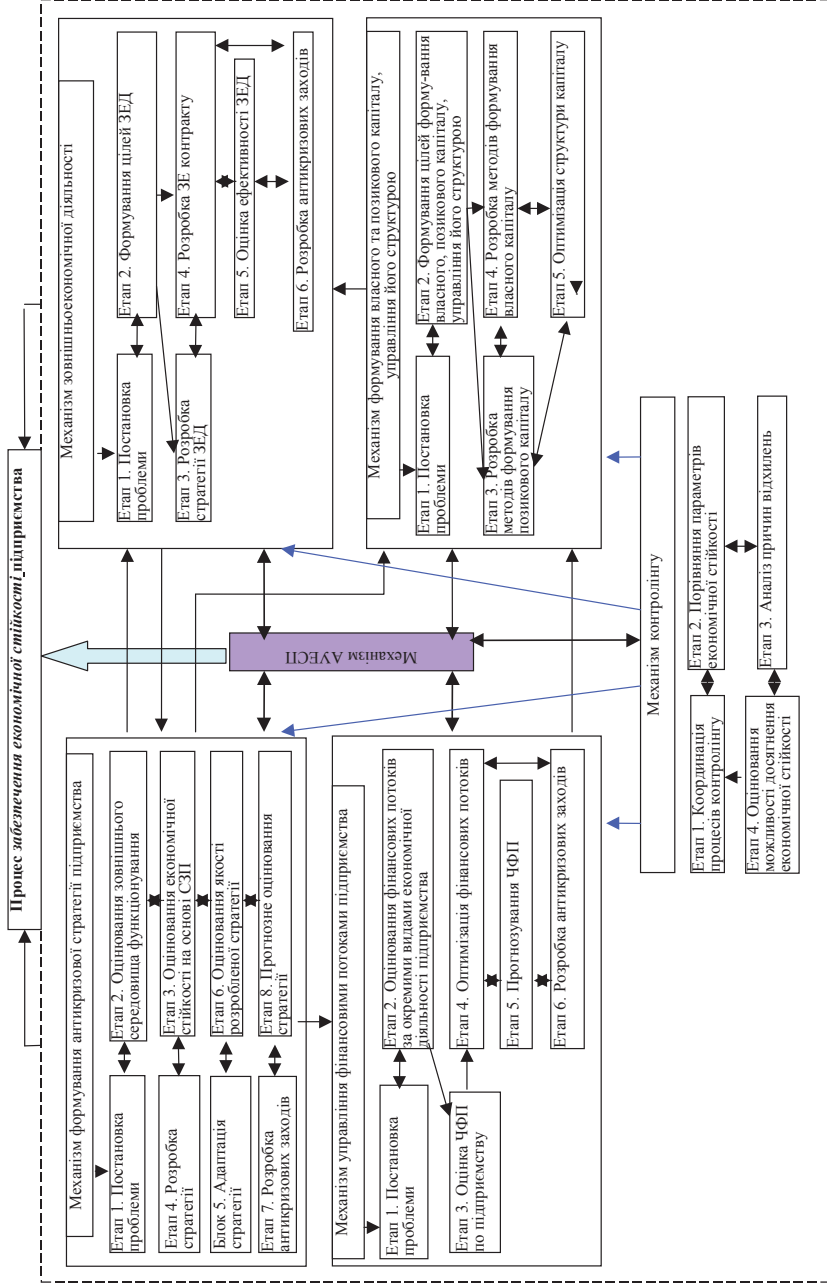 Процес забезпечення економічної стійкості підприємства
Механізм формування антикризової стратегії підприємства
Етап 1. Постановка
проблеми
Етап 2. Оцінювання зовнішнього
середовища функціонування
Етап 4. Розробка
стратегії
Етап 3. Оцінювання економічної
стійкості на основі СЗП
Блок 5. Адаптація
стратегії
Етап 6. Оцінювання якості
розробленої стратегії
Етап 7. Розробка
антикризових заходів
Етап 8. Прогнозне оцінювання
стратегії
Механізм зовнішньоекономічної діяльності
Етап 1. Постановка
проблеми
Етап 2. Формування цілей ЗЕД
Етап 3. Розробка
стратегії ЗЕД
Етап 4. Розробка ЗЕ контракту
Етап 5. Оцінка ефективності ЗЕД
Етап 6. Розробка антикризових заходів
Механізм АУЕСП
Механізм управління фінансовими потоками підприємства
Етап 1. Постановка
проблеми
Етап 2. Оцінювання фінансових потоків
за окремими видами економічної
діяльності підприємства
Етап 3. Оцінка ЧФП
по підприємству
Етап 4. Оптимізація фінансових потоків
Етап 5. Прогнозування ЧФП
Етап 6. Розробка антикризових заходів
Механізм формування власного та позикового капіталу,
управління його структурою
Етап 1. Постановка
проблеми
Етап 2. Формування цілей форму-вання
власного, позикового капіталу,
управління його структурою
Етап 3. Розробка
методів формування
позикового капіталу
Етап 4. Розробка методів формування
власного капіталу
Етап 5. Оптимізація структури капіталу
Механізм контролінгу
Етап 1. Координація
процесів контролінгу
Етап 2. Порівняння параметрів
економічної стійкості
Етап 4. Оцінювання
можливості досягнення
економічної стійкості
Етап 3. Аналіз причин відхилень